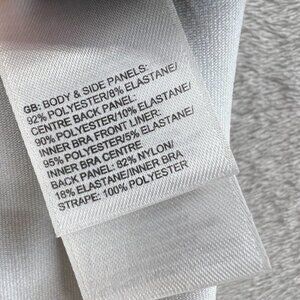 GB: BODY & SIDE PANELS:
92% POLYESTER/8% ELASTANE/
CENTRE BACK PANEL:
90% POLYESTER/10% ELASTANE/
INNER BRA FRONT LINER:
95% POLYESTER/5% ELASTANE/
INNER BRA CENTRE
BACK PANEL: 82% NYLON/
18% ELASTANE/INNER BRA
STRAPE: 100% POLYESTER